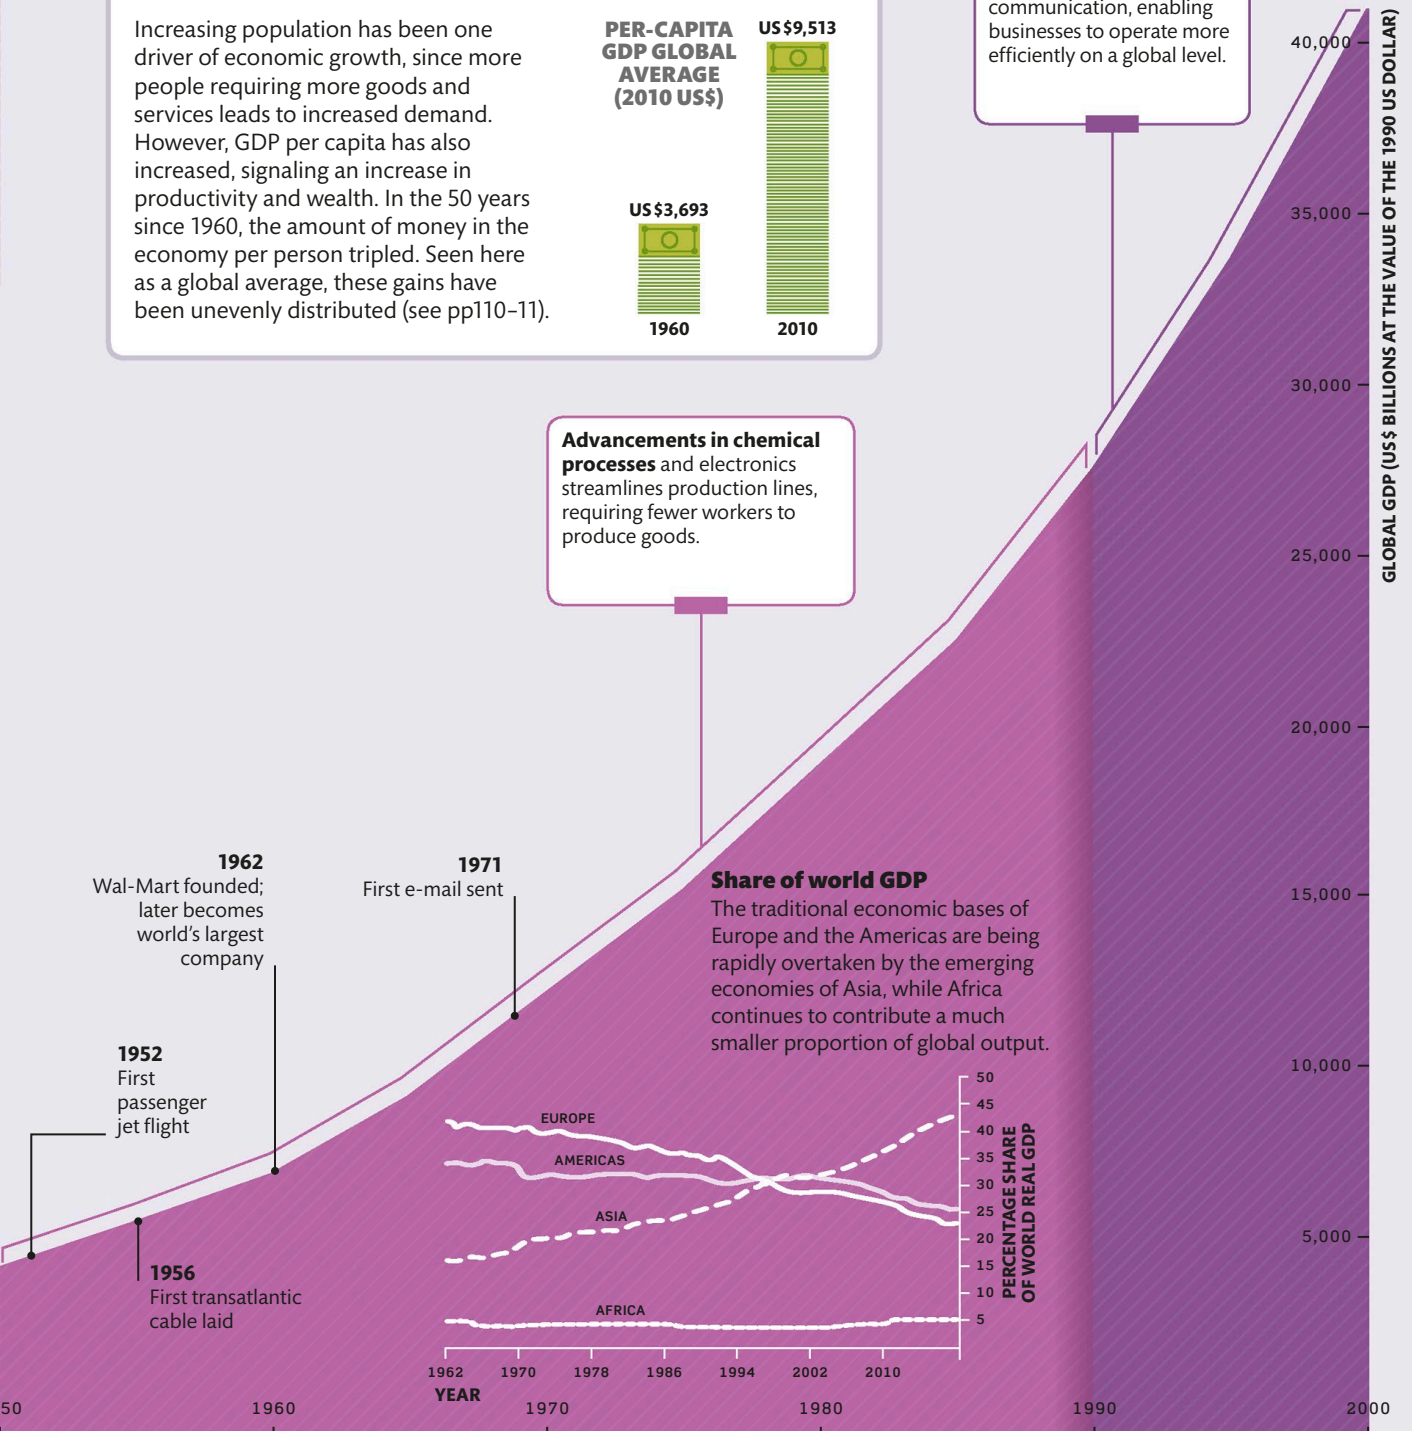 Increasing population has been one
driver of economic growth, since more
people requiring more goods and
services leads to increased demand.
However, GDP per capita has also
increased, signaling an increase in
productivity and wealth. In the 50 years
since 1960, the amount of money in the
economy per person tripled. Seen here
as a global average, these gains have
been unevenly distributed (see pp110–11).
PER-CAPITA
GDP GLOBAL
AVERAGE
(2010 US$)
US$9,513
US$3,693
1960
2010
communication, enabling
businesses to operate more
efficiently on a global level.
Advancements in chemical
processes and electronics
streamlines production lines,
requiring fewer workers to
produce goods.
1962
Wal-Mart founded;
later becomes
world's largest
company
1971
First e-mail sent
1952
First
passenger
jet flight
1956
First transatlantic
cable laid
Share of world GDP
The traditional economic bases of
Europe and the Americas are being
rapidly overtaken by the emerging
economies of Asia, while Africa
continues to contribute a much
smaller proportion of global output.
EUROPE
AMERICAS
ASIA
AFRICA
50
45
40
35
30
25
20
15
10
5
PERCENTAGE SHARE
OF WORLD REAL GDP
1962
1970
1978
1986
1994
2002
2010
YEAR
40,000
35,000
30,000
25,000
20,000
15,000
10,000
5,000
GLOBAL GDP (US$ BILLIONS AT THE VALUE OF THE 1990 US DOLLAR)
50
1960
1970
1980
1990
2000